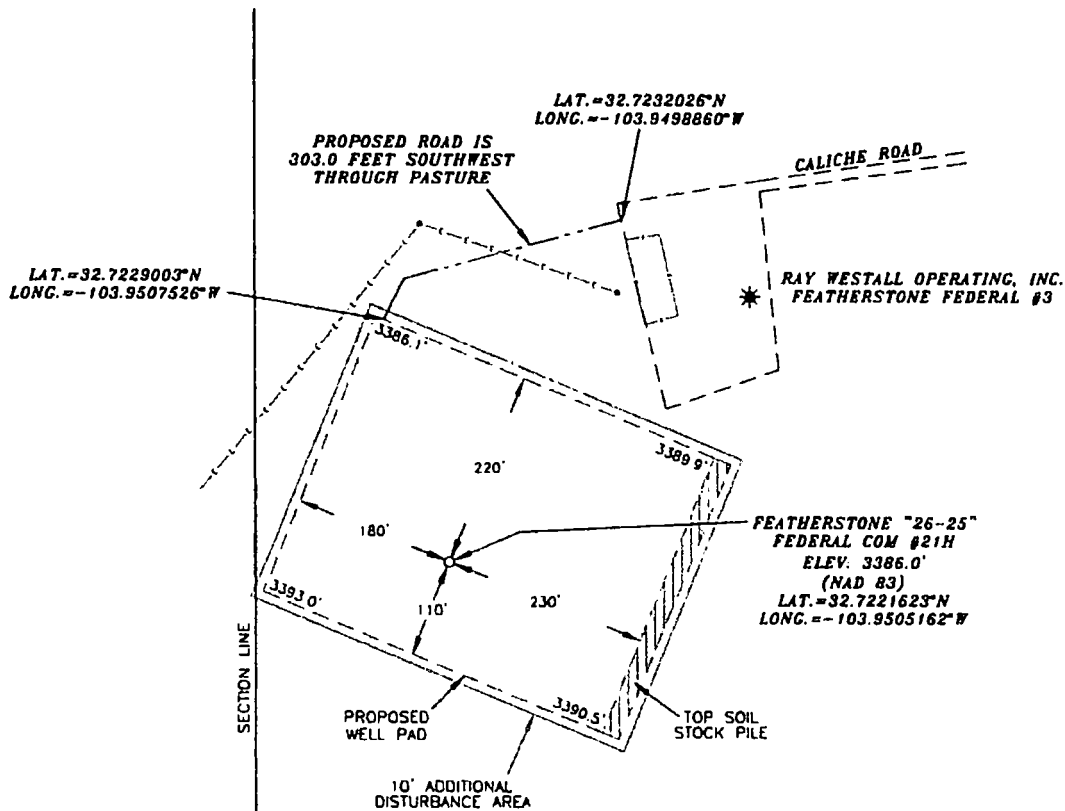 LAT.=32.7232026°N
LONG.=-103.9498860°W
PROPOSED ROAD IS
303.0 FEET SOUTHWEST
THROUGH PASTURE
CALICHE ROAD
LAT.=32.7229003°N
LONG.=-103.9507526°W
RAY WESTALL OPERATING, INC.
FEATHERSTONE FEDERAL #3
3386.1'
3389.9'
220'
180'
FEATHERSTONE "26-25"
FEDERAL COM #21H
ELEV. 3386.0'
(NAD 83)
LAT.=32.7221623°N
LONG.=-103.9505162°W
3393.0'
110'
230'
SECTION LINE
3390.5'
PROPOSED
WELL PAD
TOP SOIL
STOCK PILE
10' ADDITIONAL
DISTURBANCE AREA